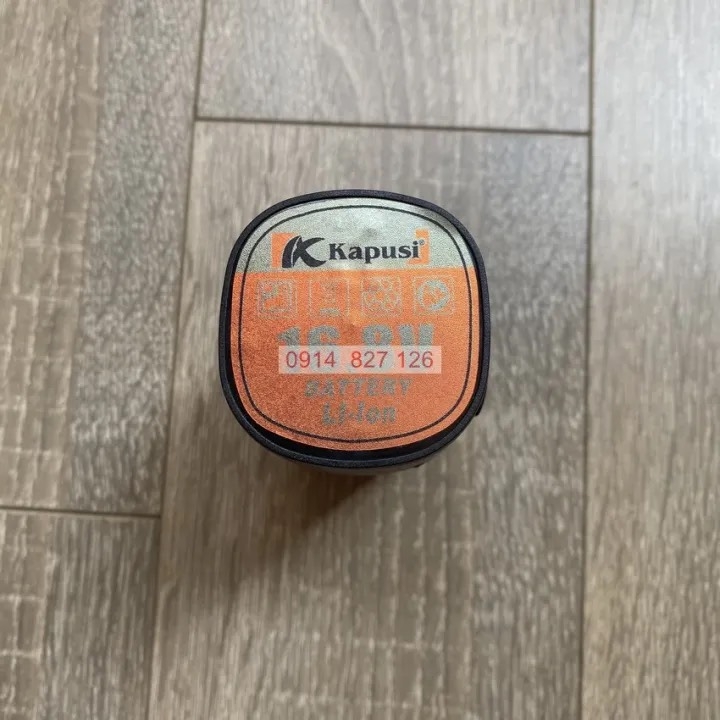 Kapusi®
16.8V
0914 827 126
BATTERY
Li-Ion